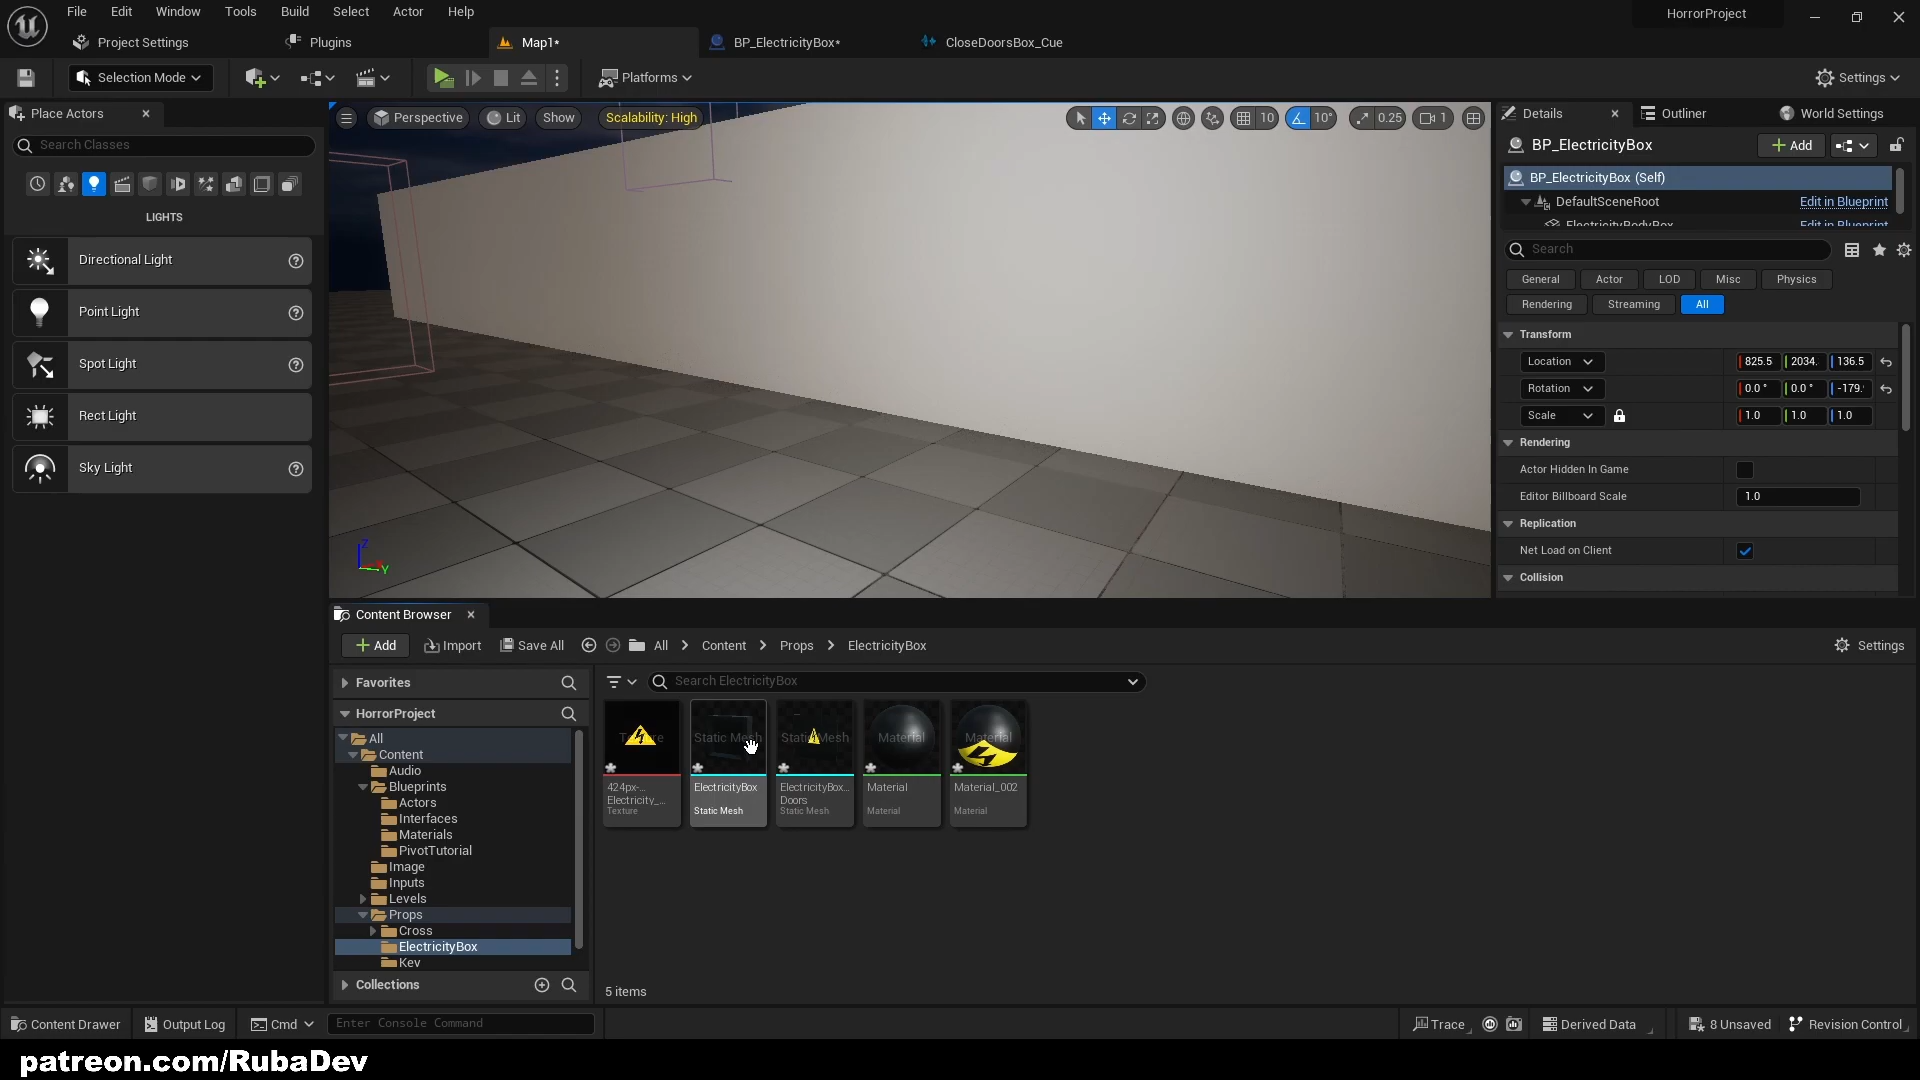 File Edit Window Tools Build Select Actor Help
HorrorProject
Project Settings
Plugins
Map1*
BP_ElectricityBox*
CloseDoorsBox_Cue
Selection Mode
Platforms
Settings
Place Actors
Search Classes
LIGHTS
Directional Light
Point Light
Spot Light
Rect Light
Sky Light
Perspective
Lit
Show
Scalability: High
10
10°
0.25
1
Z
Y
Details
Outliner
World Settings
BP_ElectricityBox
Add
BP_ElectricityBox (Self)
DefaultSceneRoot Edit in Blueprint
ElectricityBodyBox Edit in Blueprint
Search
General Actor LOD Misc Physics
Rendering Streaming All
Transform
Location 825.5 2034. 136.5
Rotation 0.0° 0.0° -179.
Scale 1.0 1.0 1.0
Rendering
Actor Hidden In Game
Editor Billboard Scale 1.0
Replication
Net Load on Client
Collision
Content Browser
Add Import Save All
All Content Props ElectricityBox
Settings
Favorites
HorrorProject
All
Content
Audio
Blueprints
Actors
Interfaces
Materials
PivotTutorial
Image
Inputs
Levels
Props
Cross
ElectricityBox
Key
Collections
Search ElectricityBox
Static Mesh
Material
Material
424px-...
Electricity_...
Texture
ElectricityBox
Static Mesh
ElectricityBox...
Doors
Static Mesh
Material
Material
Material_002
Material
5 items
Content Drawer
Output Log
Cmd
Enter Console Command
Trace
Derived Data
8 Unsaved
Revision Control
patreon.com/RubaDev